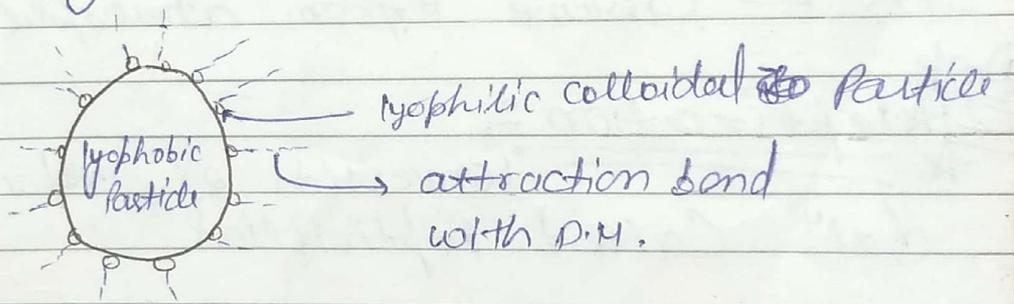 lyophilic colloidal Particle
lyophobic
Particle
attraction bond
with D.M.